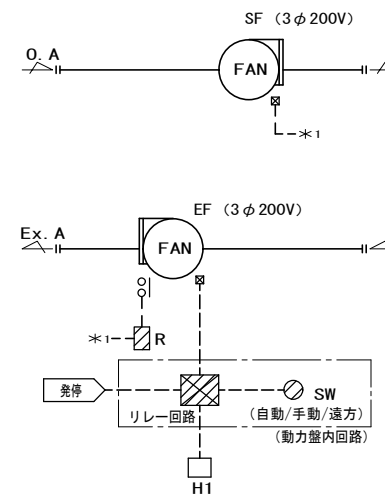 SF (3φ200V)
O. A
FAN
*1
EF (3φ200V)
Ex. A
FAN
*1
R
発停
リレー回路
SW
(自動/手動/遠方)
(動力盤内回路)
H1